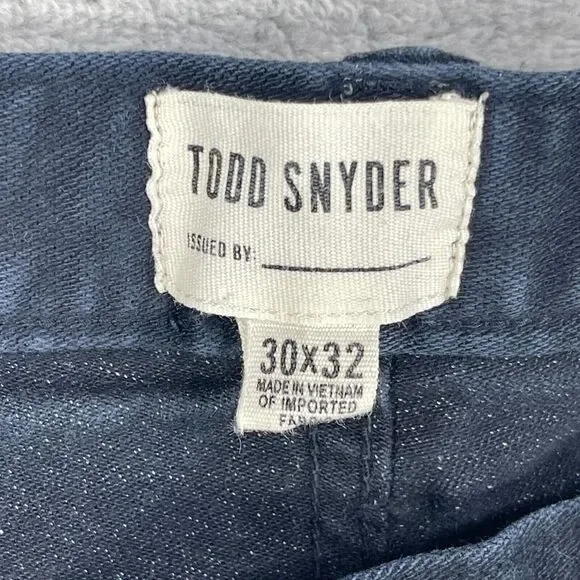 TODD SNYDER
ISSUED BY:
30X32
MADE IN VIETNAM
OF IMPORTED